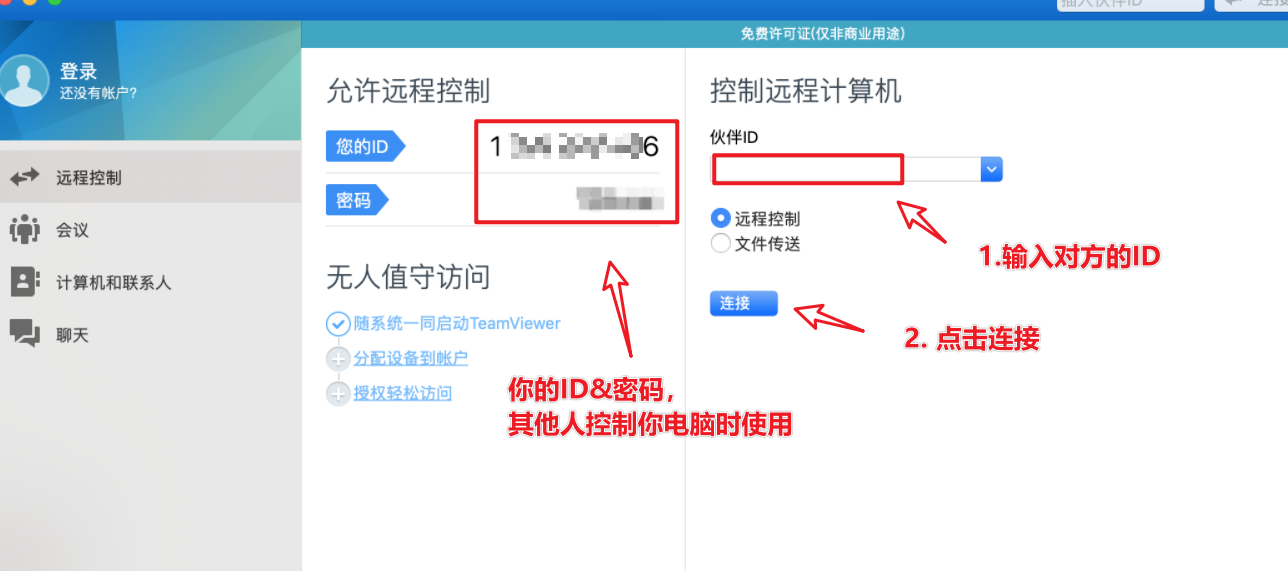 插入伙伴ID
连接
免费许可证(仅非商业用途)
登录
还没有帐户?
远程控制
会议
计算机和联系人
聊天
允许远程控制
您的ID
1
6
密码
无人值守访问
随系统一同启动TeamViewer
分配设备到帐户
授权轻松访问
你的ID&密码，
其他人控制你电脑时使用
控制远程计算机
伙伴ID
远程控制
文件传送
1.输入对方的ID
连接
2. 点击连接